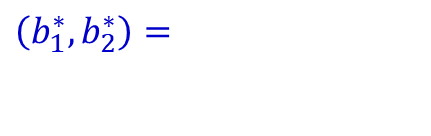 (b₁*, b₂*) =